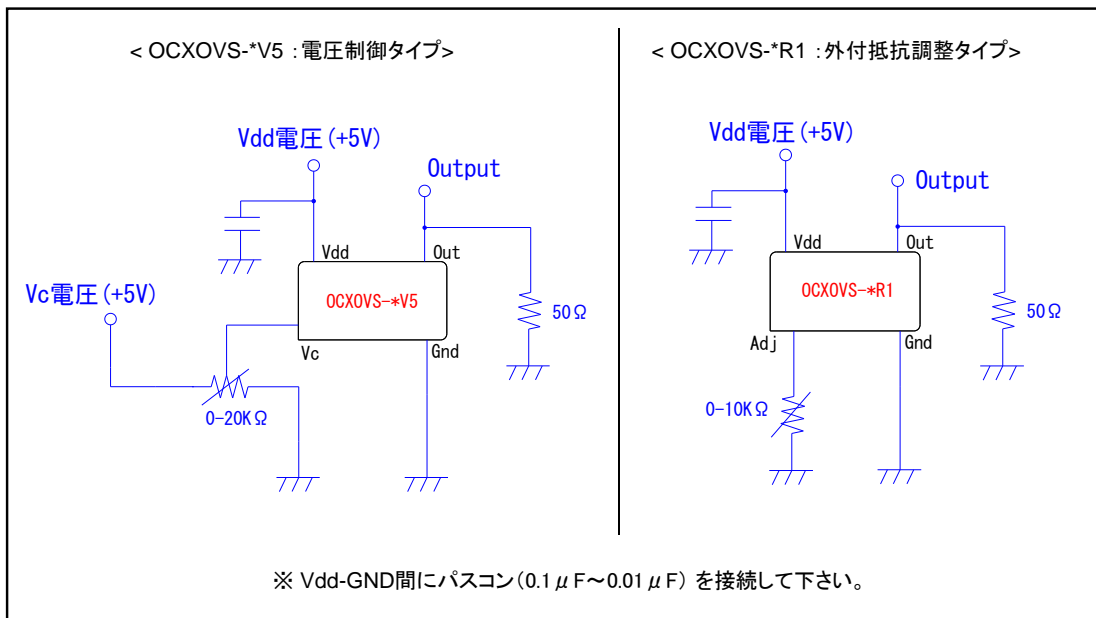 < OCXOVS-*V5 :電圧制御タイプ>
Vdd電圧(+5V)
Output
Vdd
Out
OCXOVS-*V5
Vc電圧(+5V)
Vc
Gnd
50Ω
0-20KΩ
< OCXOVS-*R1 :外付抵抗調整タイプ>
Vdd電圧(+5V)
Output
Vdd
Out
OCXOVS-*R1
Adj
Gnd
50Ω
0-10KΩ
※ Vdd-GND間にパスコン(0.1μF~0.01μF) を接続して下さい。